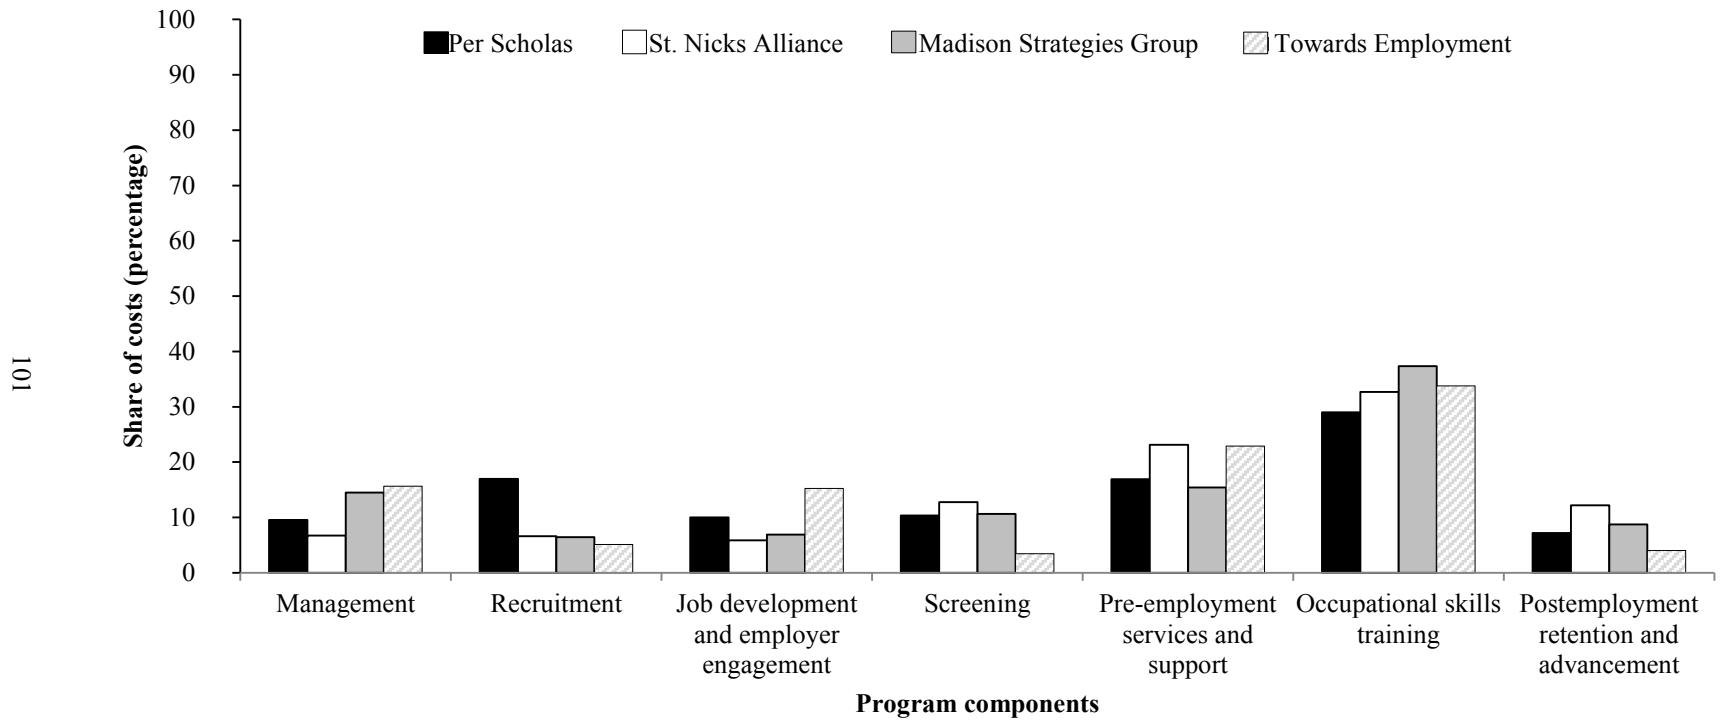 Per Scholas St. Nicks Alliance Madison Strategies Group Towards Employment
100
90
80
70
60
50
40
30
20
10
0
Share of costs (percentage)
Management
Recruitment
Job development
and employer
engagement
Screening
Pre-employment
services and
support
Occupational skills
training
Postemployment
retention and
advancement
Program components
101